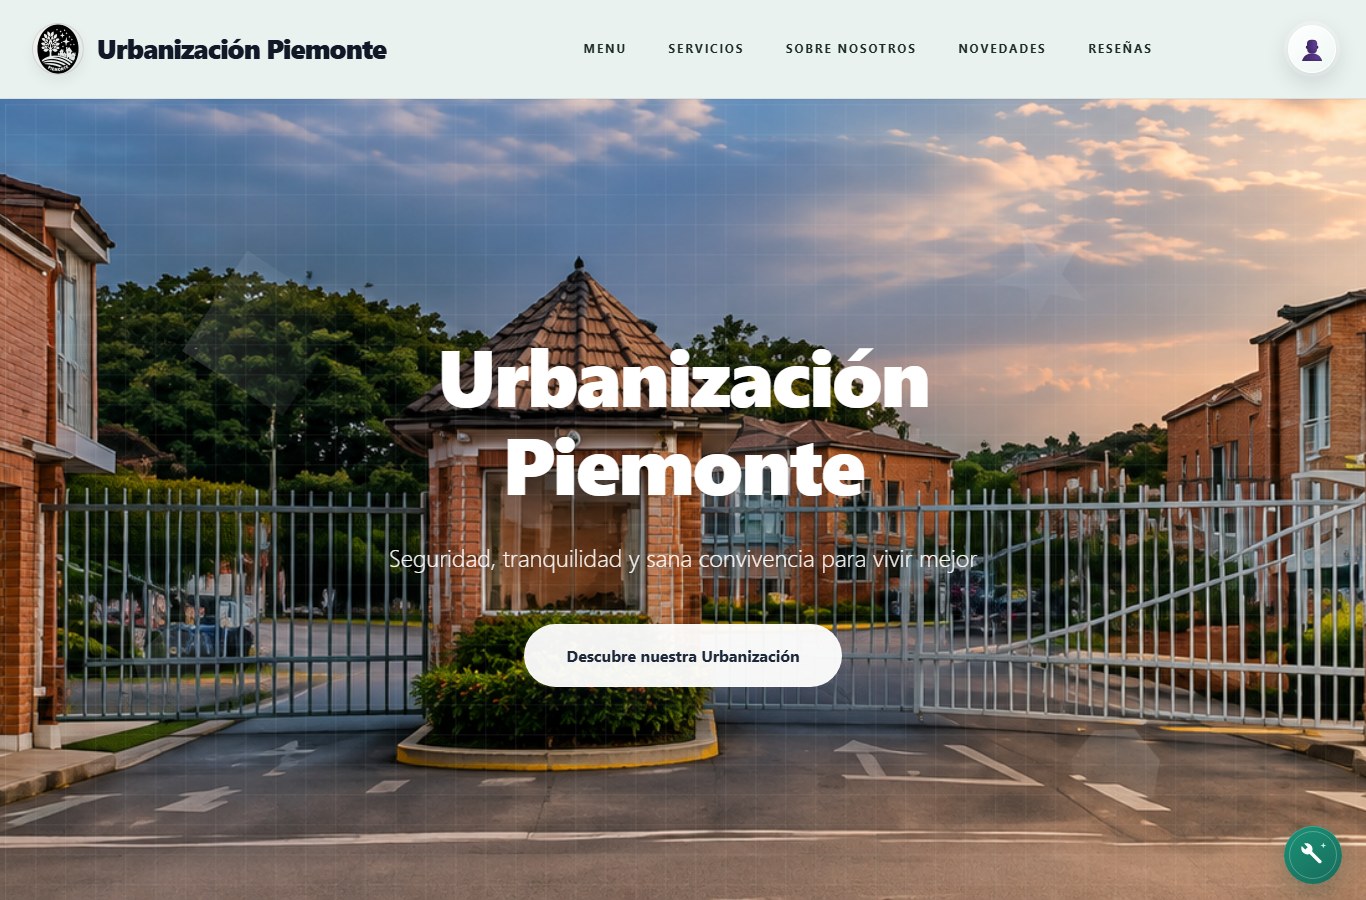 Urbanización Piemonte
MENU
SERVICIOS
SOBRE NOSOTROS
NOVEDADES
RESEÑAS
Urbanización
Piemonte
Seguridad, tranquilidad y sana convivencia para vivir mejor
Descubre nuestra Urbanización